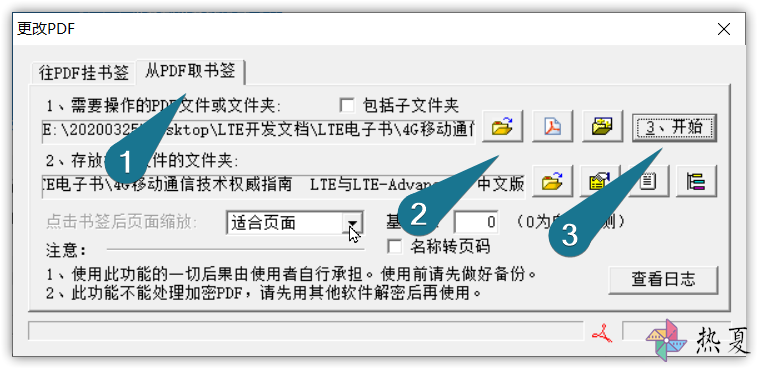 更改PDF
往PDF挂书签 从PDF取书签
1、需要操作的PDF文件或文件夹: 包括子文件夹
E:\20200325\ sktop\LTE开发文档\LTE电子书\4G移动通信 3、开始
2、存放 件的文件夹:
TE电子书\4G移动通信技术权威指南 LTE与LTE-Advan 中文版
点击书签后页面缩放: 适合页面 基 0 (0为 则)
注意: 名称转页码
1、使用此功能的一切后果由使用者自行承担。使用前请先做好备份。
2、此功能不能处理加密PDF，请先用其他软件解密后再使用。
查看日志
1
2
3
热夏